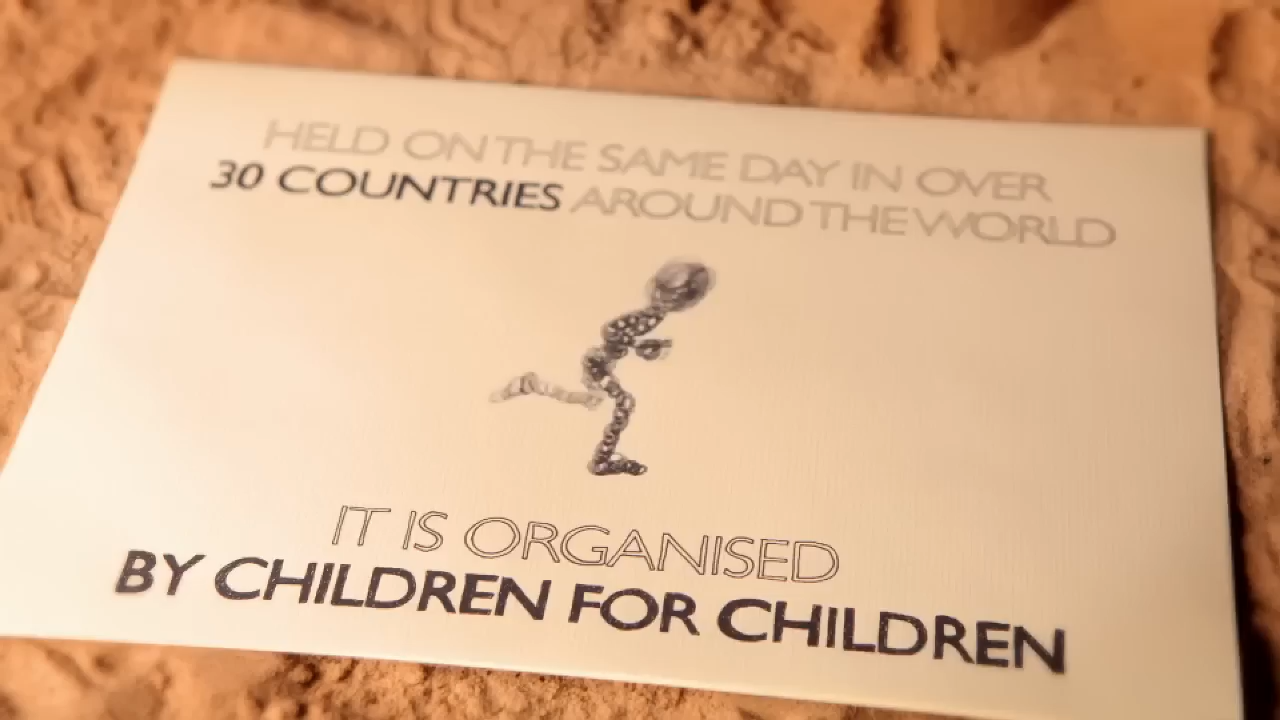 HELD ON THE SAME DAY IN OVER
30 COUNTRIES AROUND THE WORLD
IT IS ORGANISED
BY CHILDREN FOR CHILDREN